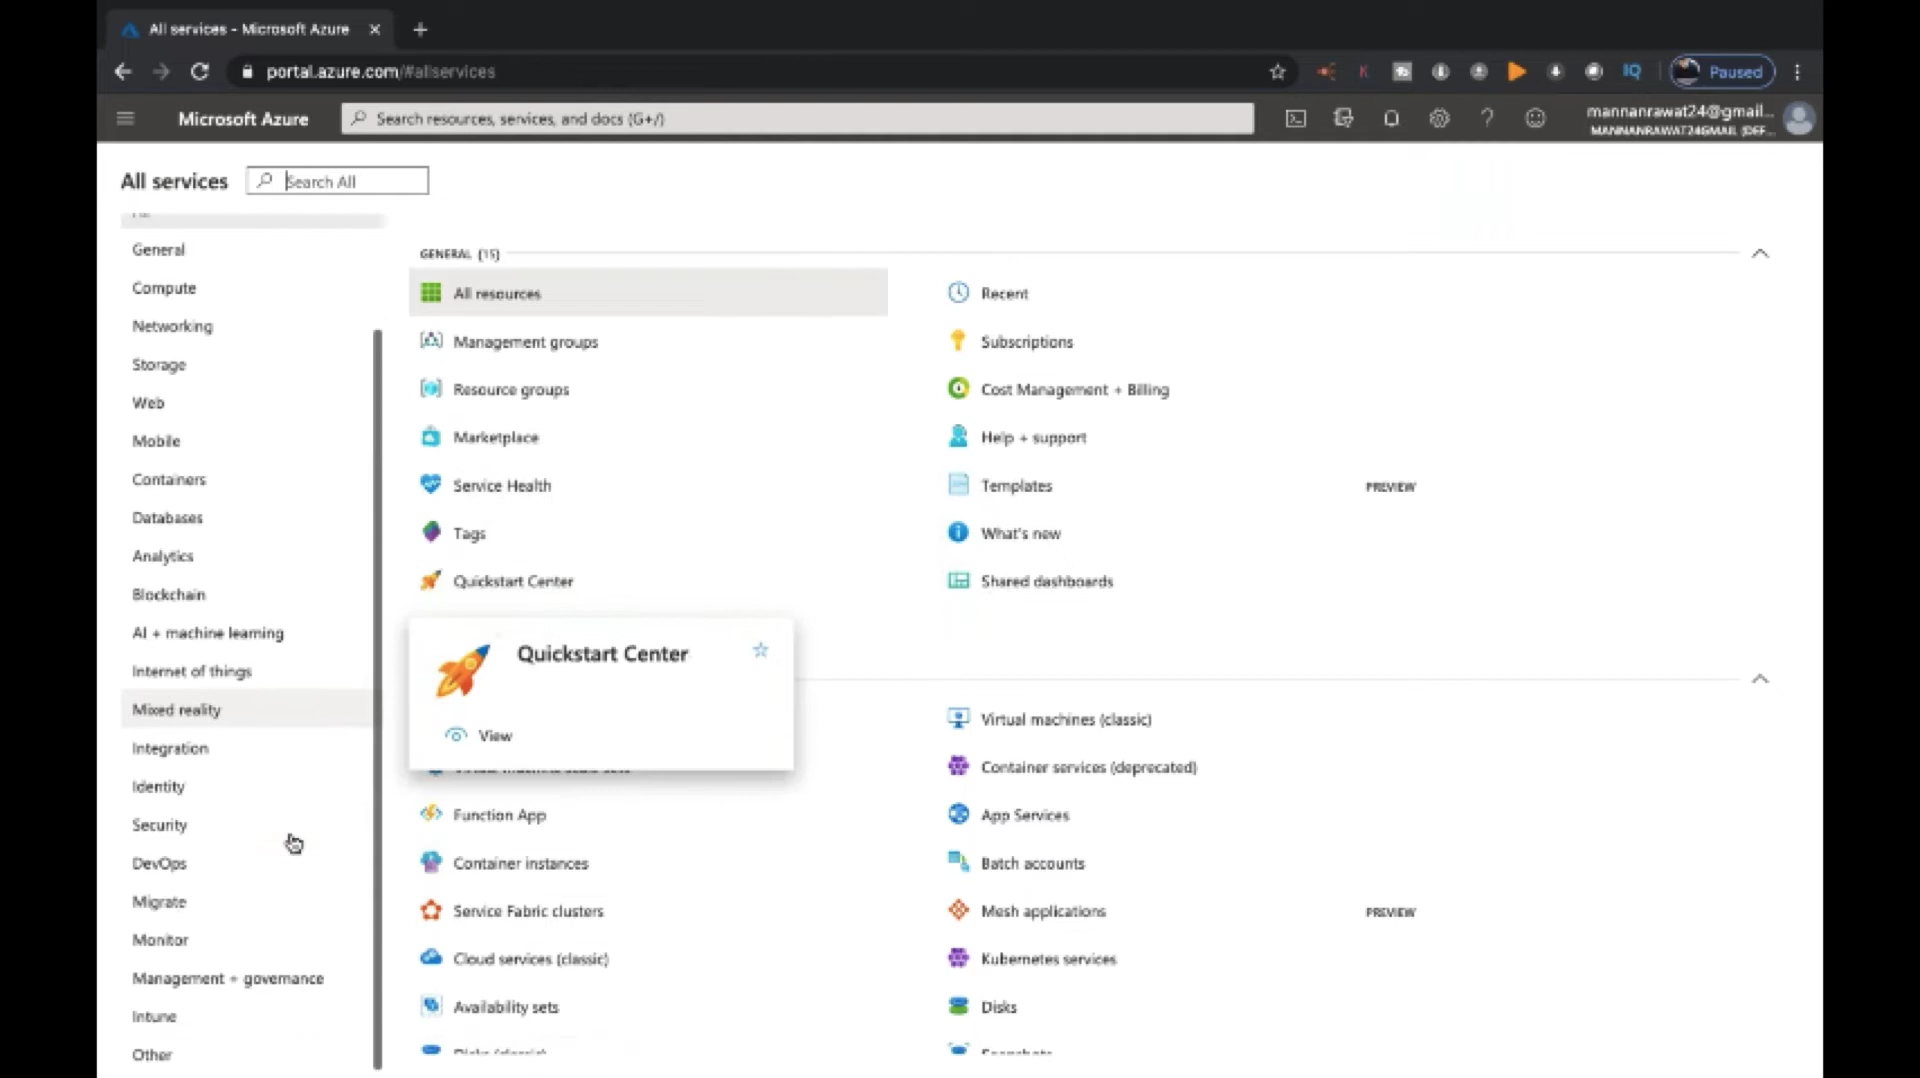 All services - Microsoft Azure
portal.azure.com/#allservices
Paused
Microsoft Azure
Search resources, services, and docs (G+/)
mannanrawat24@gmail...
MANNANRAWAT24GMAIL (DEF...
All services
Search All
General
Compute
Networking
Storage
Web
Mobile
Containers
Databases
Analytics
Blockchain
AI + machine learning
Internet of things
Mixed reality
Integration
Identity
Security
DevOps
Migrate
Monitor
Management + governance
Intune
Other
GENERAL (15)
All resources
Recent
Management groups
Subscriptions
Resource groups
Cost Management + Billing
Marketplace
Help + support
Service Health
Templates
PREVIEW
Tags
What's new
Quickstart Center
Shared dashboards
Quickstart Center
View
Virtual machines (classic)
Container services (deprecated)
Function App
App Services
Container instances
Batch accounts
Service Fabric clusters
Mesh applications
PREVIEW
Cloud services (classic)
Kubernetes services
Availability sets
Disks
Disks (classic)
Snapshots